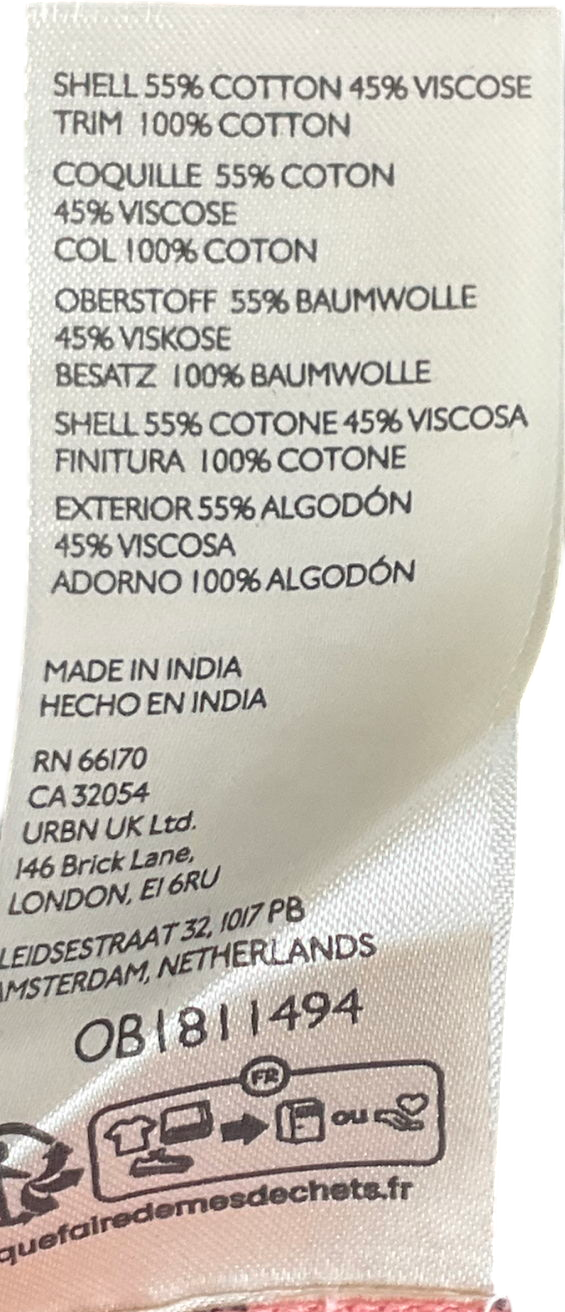 SHELL 55% COTTON 45% VISCOSE
TRIM 100% COTTON
COQUILLE 55% COTON
45% VISCOSE
COL 100% COTON
OBERSTOFF 55% BAUMWOLLE
45% VISKOSE
BESATZ 100% BAUMWOLLE
SHELL 55% COTONE 45% VISCOSA
FINITURA 100% COTONE
EXTERIOR 55% ALGODÓN
45% VISCOSA
ADORNO 100% ALGODÓN
MADE IN INDIA
HECHO EN INDIA
RN 66170
CA 32054
URBN UK Ltd.
146 Brick Lane,
LONDON, E1 6RU
LEIDSESTRAAT 32, 1017 PB
AMSTERDAM, NETHERLANDS
OB1811494
FR
ou
quefairedemesdechets.fr